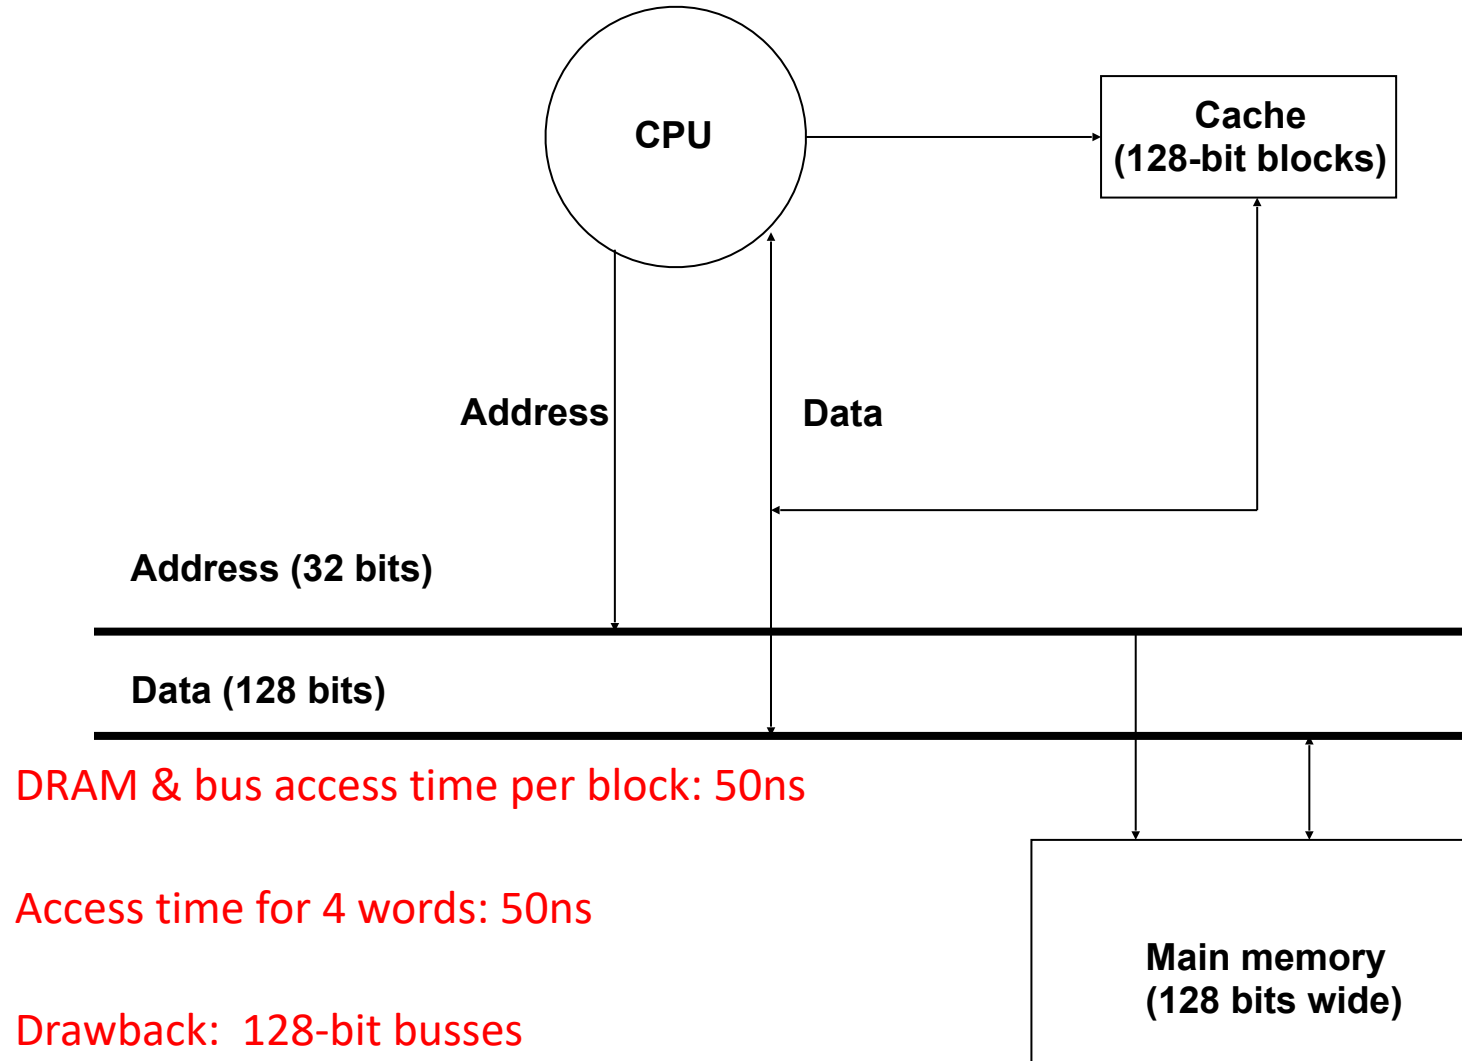 CPU
Cache
(128-bit blocks)
Address
Data
Address (32 bits)
Data (128 bits)
DRAM & bus access time per block: 50ns
Access time for 4 words: 50ns
Main memory
(128 bits wide)
Drawback:  128-bit busses